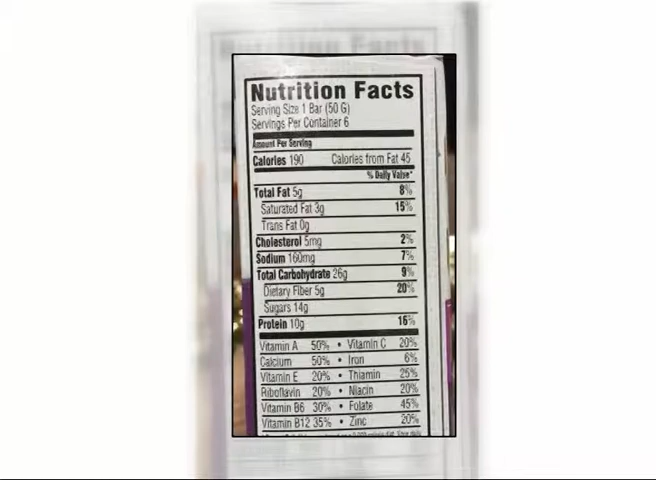 Nutrition Facts
Serving Size 1 Bar (50 G)
Servings Per Container 6
Amount Per Serving
Calories 190 Calories from Fat 45
% Daily Value*
Total Fat 5g 8%
Saturated Fat 3g 15%
Trans Fat 0g
Cholesterol 5mg 2%
Sodium 160mg 7%
Total Carbohydrate 26g 9%
Dietary Fiber 5g 20%
Sugars 14g
Protein 10g 16%
Vitamin A 50% • Vitamin C 20%
Calcium 50% • Iron 6%
Vitamin E 20% • Thiamin 25%
Riboflavin 20% • Niacin 20%
Vitamin B6 30% • Folate 45%
Vitamin B12 35% • Zinc 20%